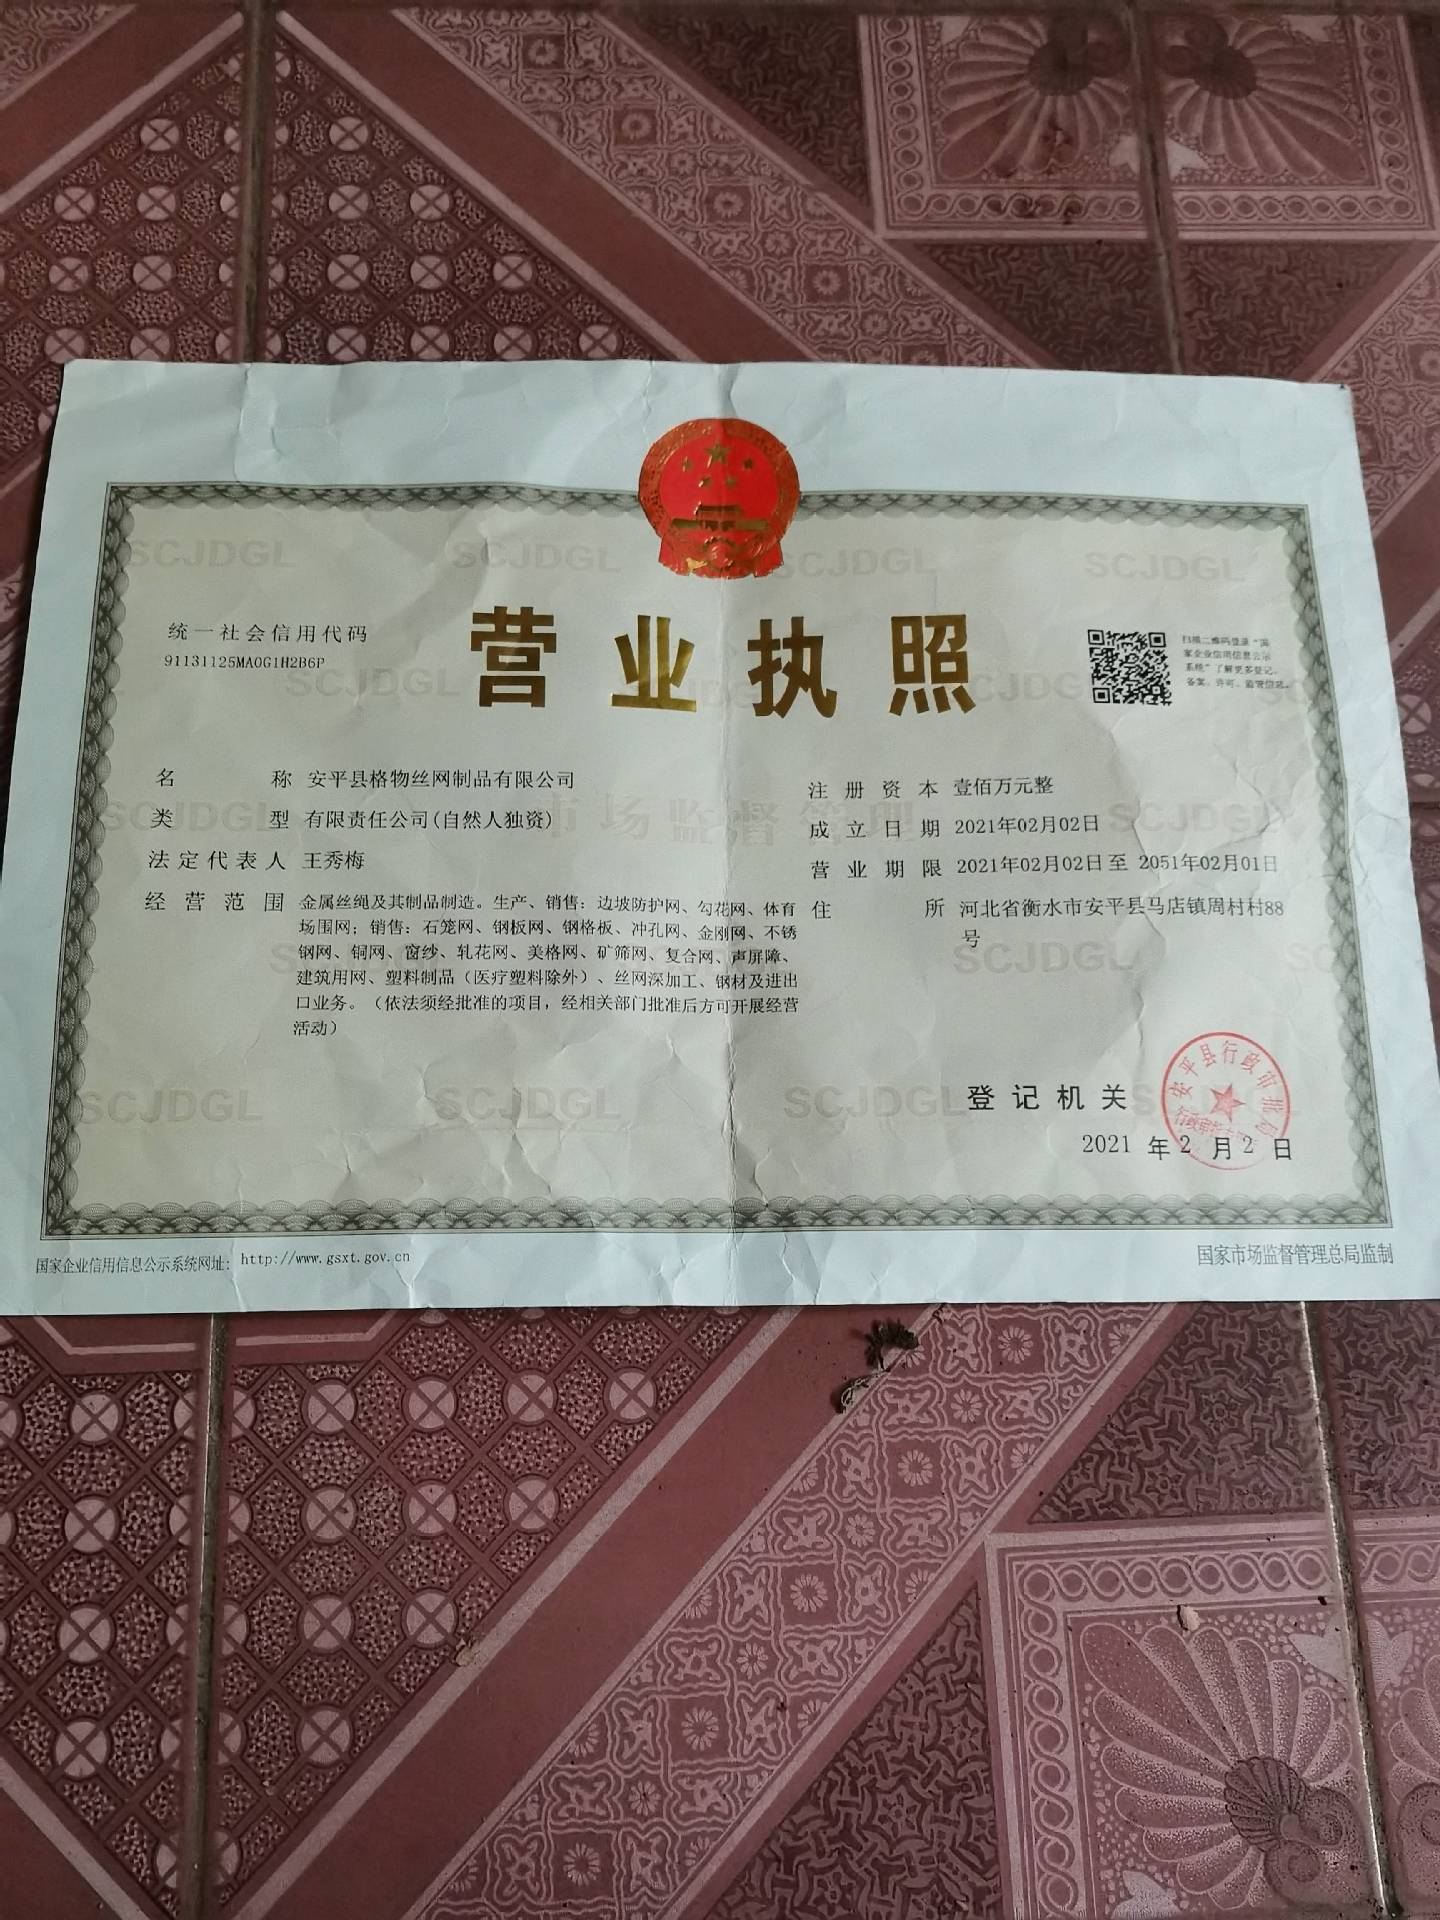 统一社会信用代码
91131125MA0G1H2B6P
营业执照
扫描二维码登录“国
家企业信用信息公示
系统”了解更多登记、
备案、许可、监管信息。
名称 安平县格物丝网制品有限公司
类型 有限责任公司(自然人独资)
法定代表人 王秀梅
经营范围 金属丝绳及其制品制造。生产、销售：边坡防护网、勾花网、体育
场围网；销售：石笼网、钢板网、钢格板、冲孔网、金刚网、不锈
钢网、铜网、窗纱、轧花网、美格网、矿筛网、复合网、声屏障、
建筑用网、塑料制品（医疗塑料除外）、丝网深加工、钢材及进出
口业务。（依法须经批准的项目，经相关部门批准后方可开展经营
活动）
注册资本 壹佰万元整
成立日期 2021年02月02日
营业期限 2021年02月02日至 2051年02月01日
住所 河北省衡水市安平县马店镇周村村88
号
登记机关
安平县行政审批局
2021 年 2 月 2 日
国家企业信用信息公示系统网址: http://www.gsxt.gov.cn
国家市场监督管理总局监制
SCJDGL
市场监督管理